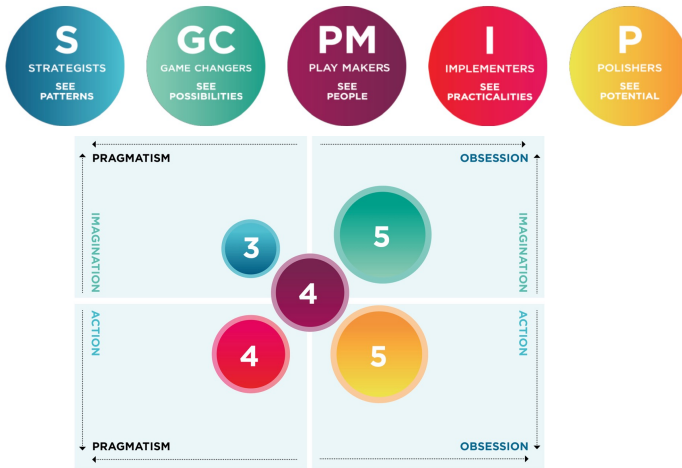 S
STRATEGISTS
SEE
PATTERNS
GC
GAME CHANGERS
SEE
POSSIBILITIES
PM
PLAY MAKERS
SEE
PEOPLE
I
IMPLEMENTERS
SEE
PRACTICALITIES
P
POLISHERS
SEE
POTENTIAL
PRAGMATISM
OBSESSION
IMAGINATION
IMAGINATION
3
5
4
ACTION
ACTION
4
5
PRAGMATISM
OBSESSION